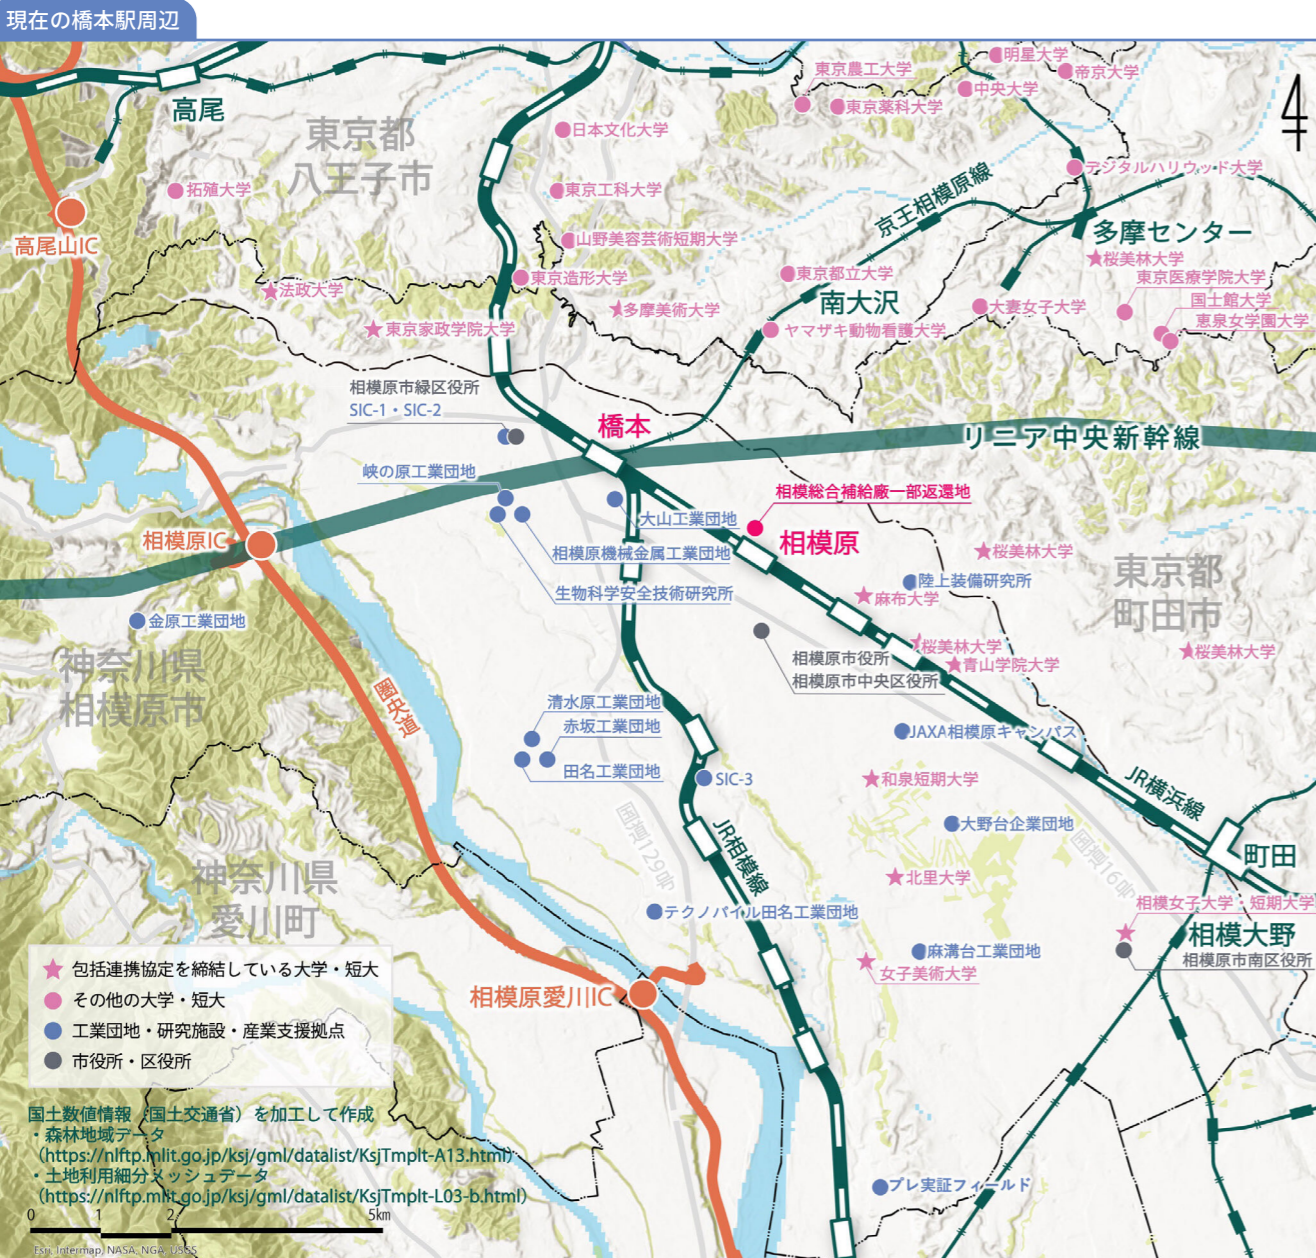 現在の橋本駅周辺
高尾
東京都
八王子市
東京農工大学
東京薬科大学
明星大学
帝京大学
中央大学
日本文化大学
デジタルハリウッド大学
拓殖大学
東京工科大学
京王相模原線
高尾山IC
山野美容芸術短期大学
多摩センター
桜美林大学
東京造形大学
東京都立大学
東京医療学院大学
法政大学
多摩美術大学
南大沢
大妻女子大学
国士館大学
恵泉女学園大学
東京家政学院大学
ヤマザキ動物看護大学
相模原市緑区役所
SIC-1・SIC-2
橋本
リニア中央新幹線
峡の原工業団地
相模総合補給廠一部返還地
大山工業団地
相模原IC
相模原
相模原機械金属工業団地
桜美林大学
東京都
町田市
陸上装備研究所
生物科学安全技術研究所
麻布大学
金原工業団地
神奈川県
相模原市
桜美林大学
桜美林大学
相模原市役所
青山学院大学
相模原市中央区役所
圏央道
清水原工業団地
赤坂工業団地
JAXA相模原キャンパス
田名工業団地
SIC-3
和泉短期大学
JR横浜線
国道129号
JR相模線
大野台企業団地
国道16号
町田
神奈川県
愛川町
北里大学
相模女子大学・短期大学
テクノパイル田名工業団地
相模大野
麻溝台工業団地
相模原市南区役所
女子美術大学
相模原愛川IC
包括連携協定を締結している大学・短大
その他の大学・短大
工業団地・研究施設・産業支援拠点
市役所・区役所
国土数値情報（国土交通省）を加工して作成
・森林地域データ
（https://nlftp.mlit.go.jp/ksj/gml/datalist/KsjTmplt-A13.html）
・土地利用細分メッシュデータ
（https://nlftp.mlit.go.jp/ksj/gml/datalist/KsjTmplt-L03-b.html）
プレ実証フィールド
0 1 2 5km
Esri, Intermap, NASA, NGA, USGS